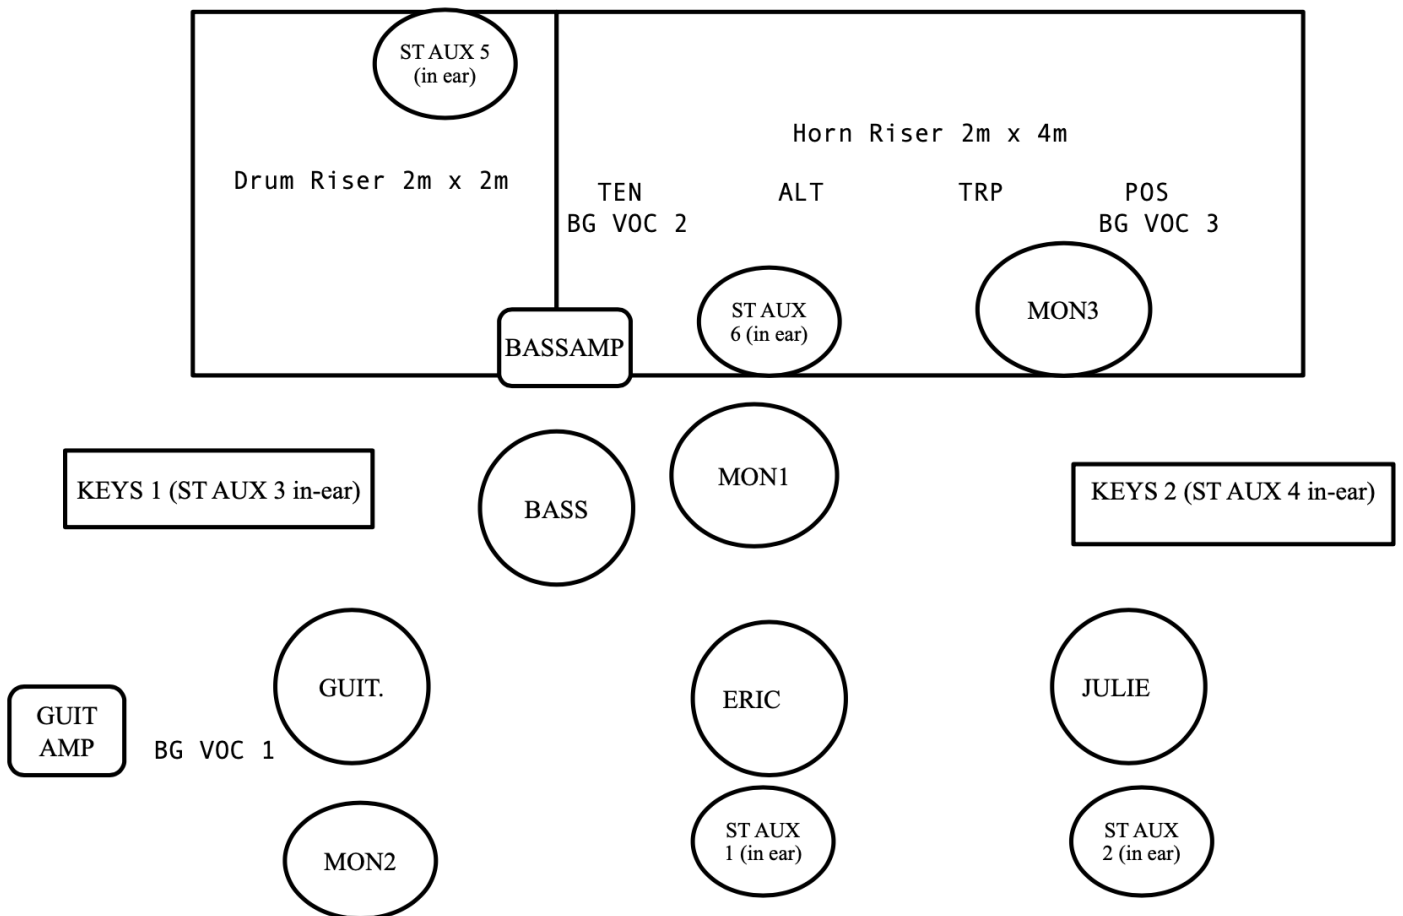 ST AUX 5
(in ear)
Horn Riser 2m x 4m
Drum Riser 2m x 2m
TEN
BG VOC 2
ALT
TRP
POS
BG VOC 3
BASSAMP
ST AUX
6 (in ear)
MON3
KEYS 1 (ST AUX 3 in-ear)
BASS
MON1
KEYS 2 (ST AUX 4 in-ear)
GUIT
AMP
BG VOC 1
GUIT.
ERIC
JULIE
MON2
ST AUX
1 (in ear)
ST AUX
2 (in ear)